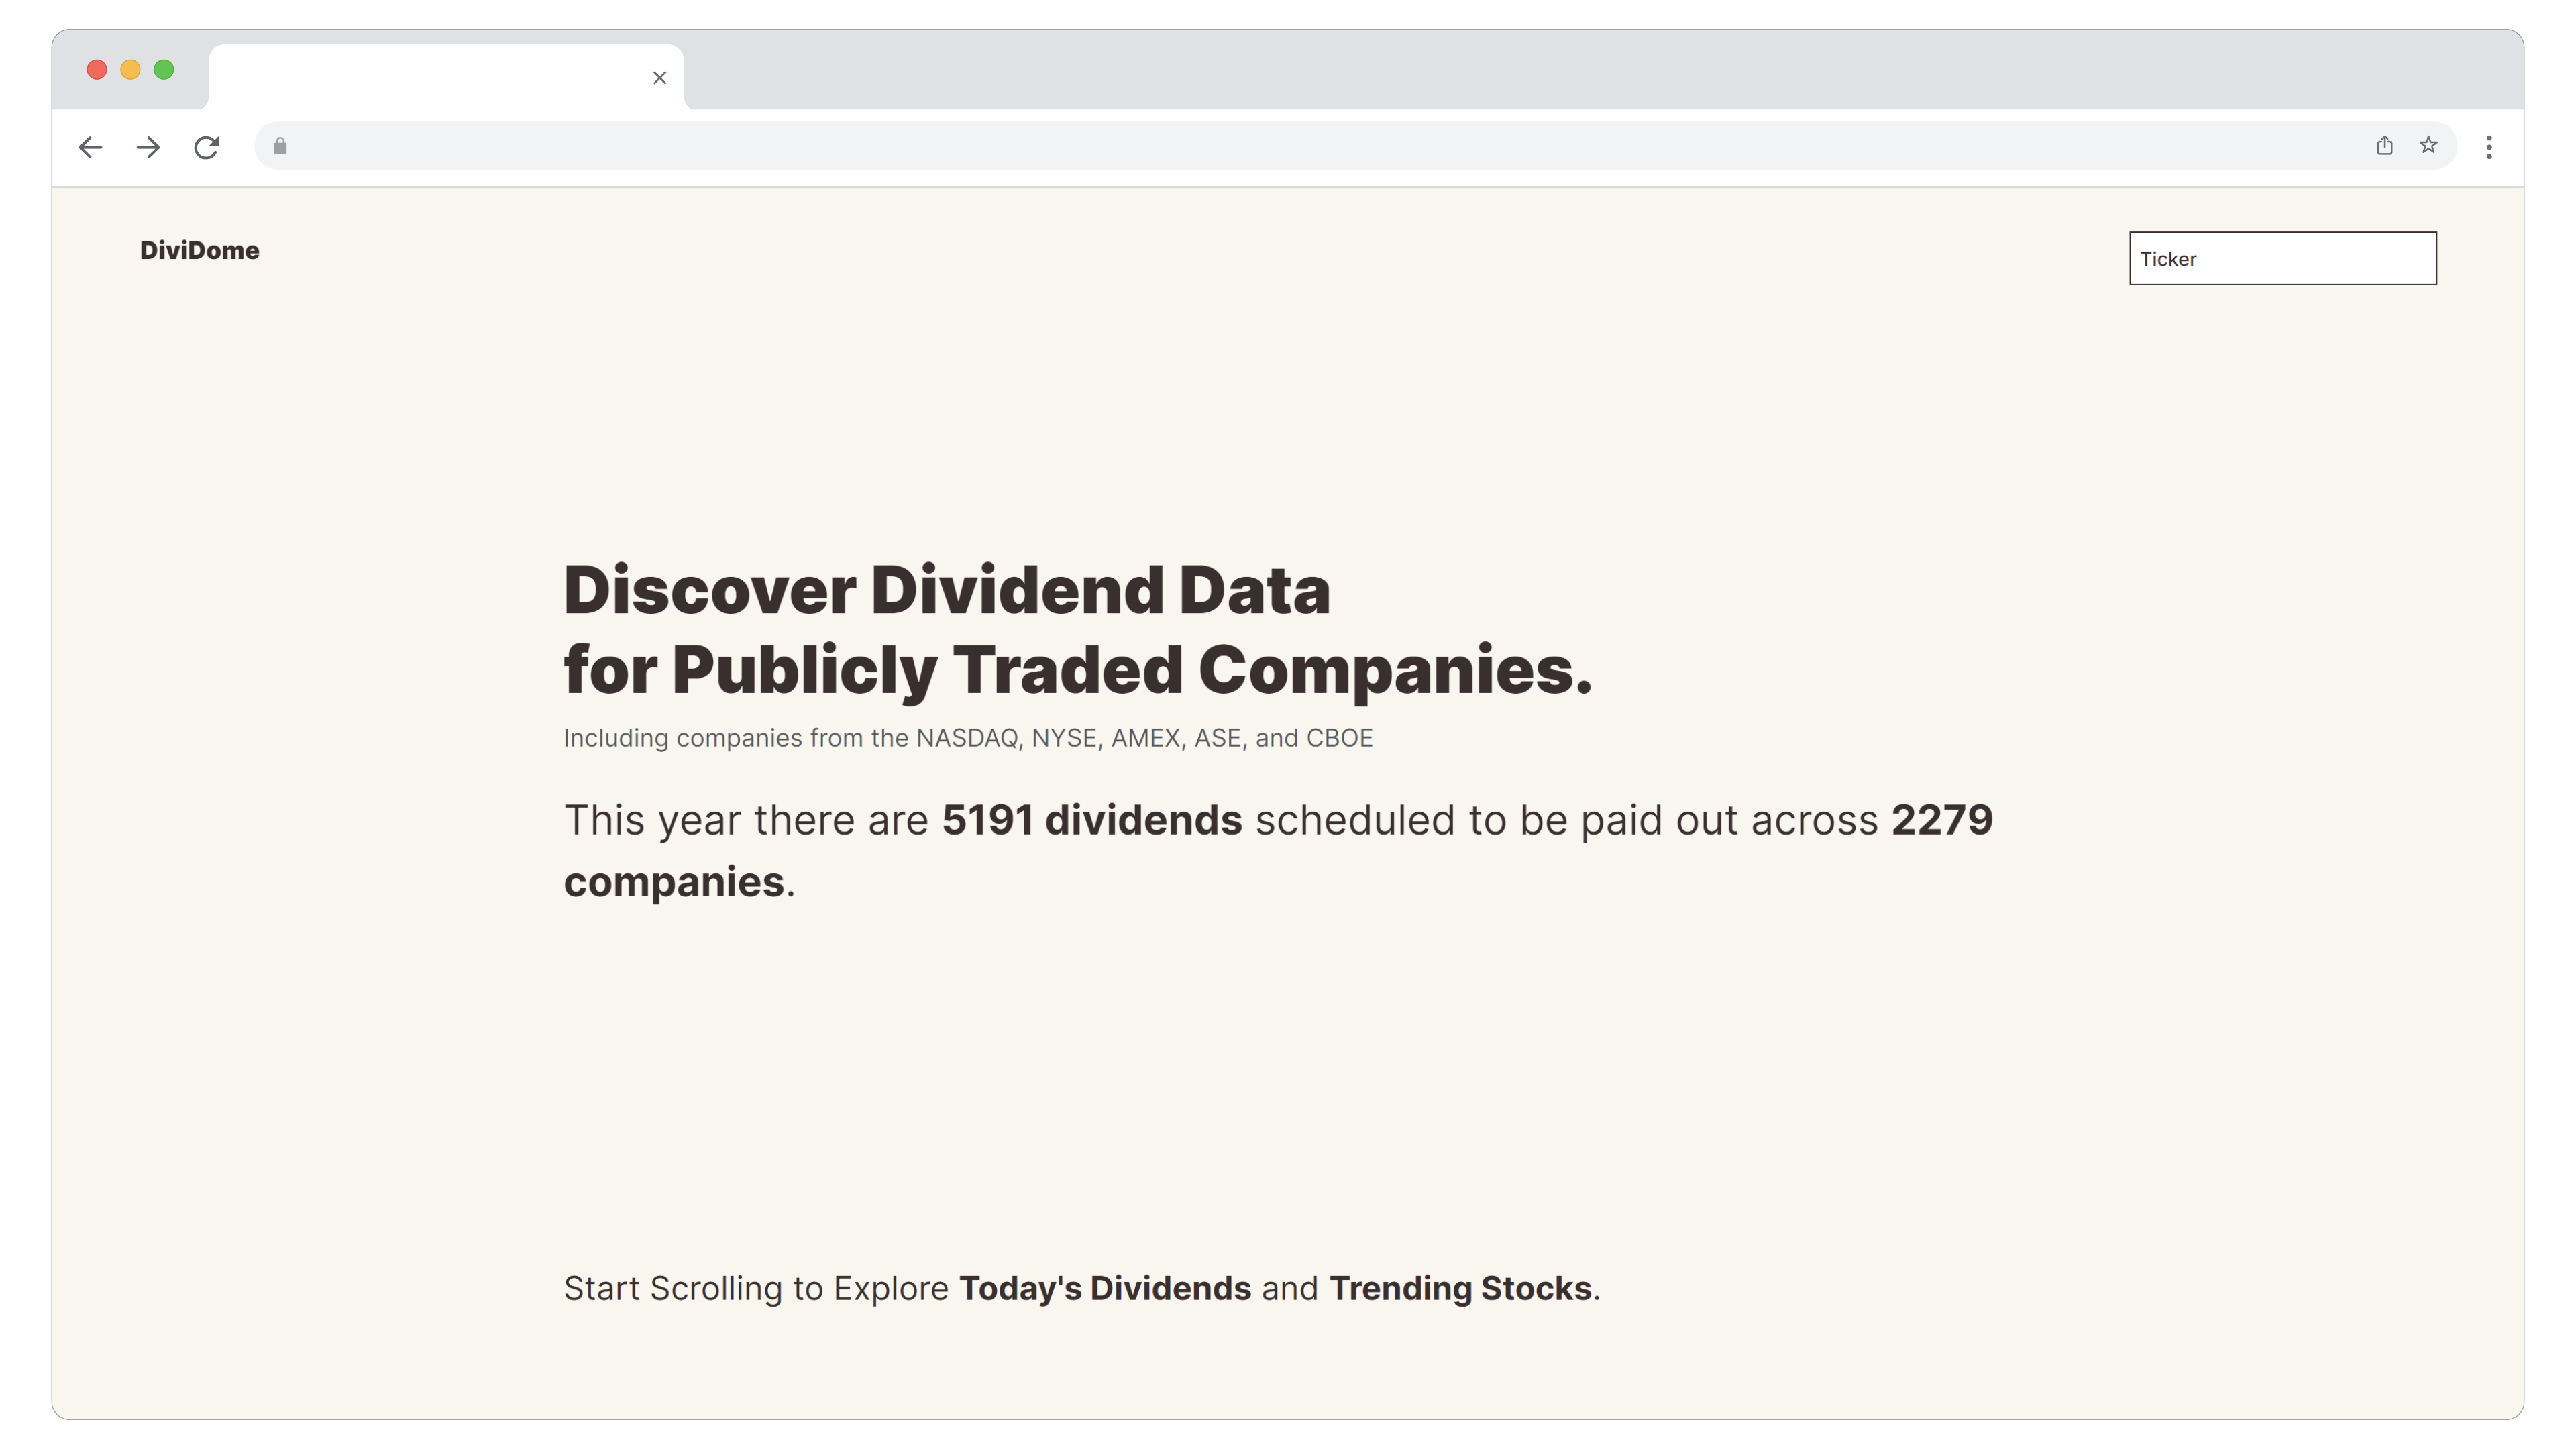 DiviDome
Ticker
Discover Dividend Data
for Publicly Traded Companies.
Including companies from the NASDAQ, NYSE, AMEX, ASE, and CBOE
This year there are 5191 dividends scheduled to be paid out across 2279
companies.
Start Scrolling to Explore Today's Dividends and Trending Stocks.